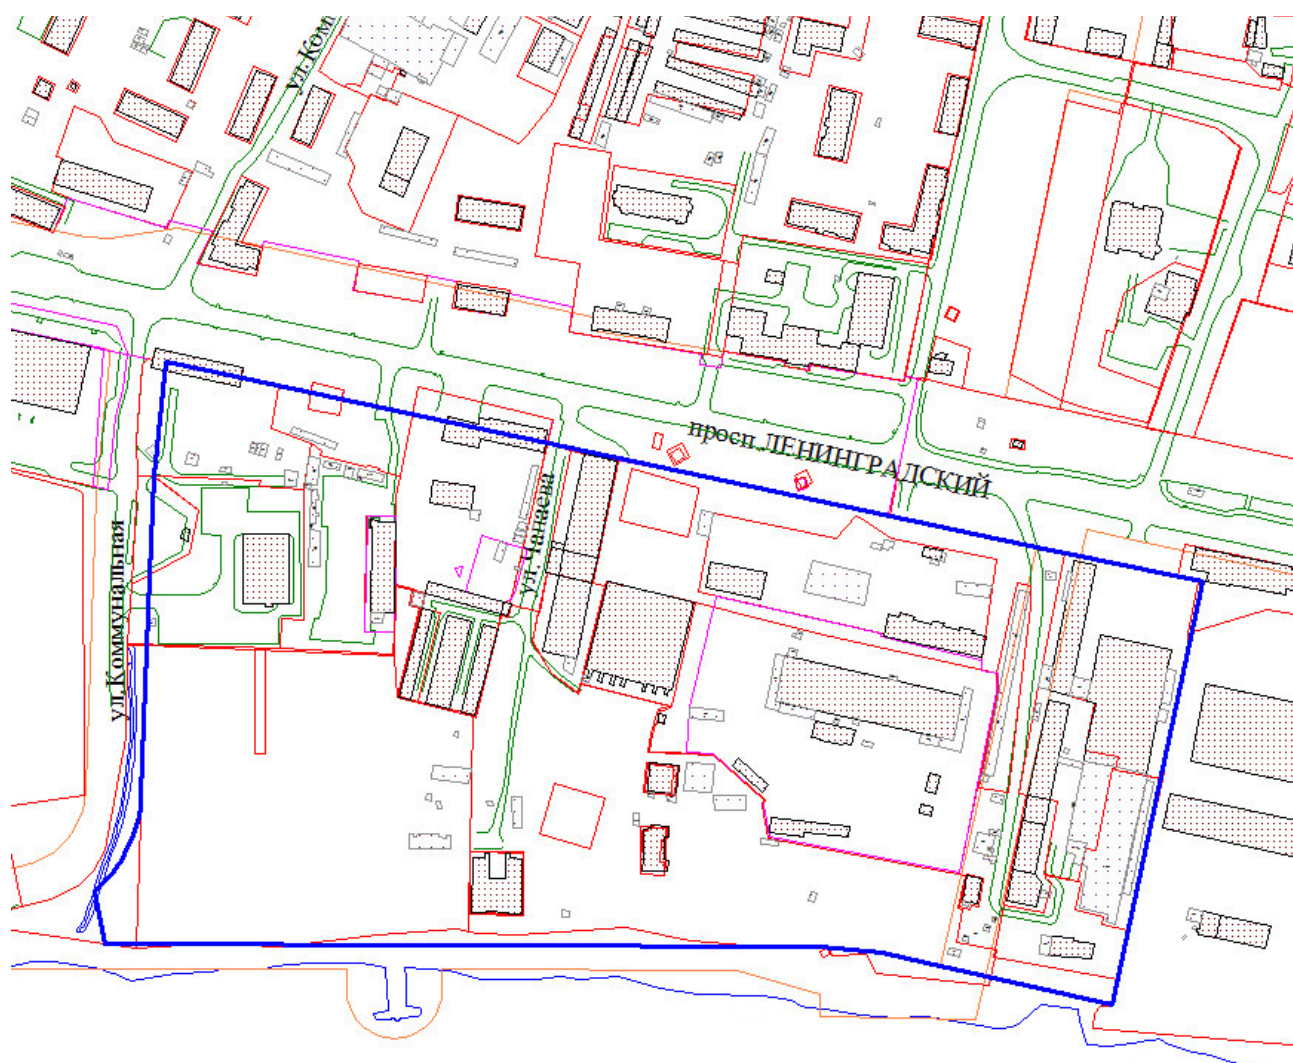 ул.Ком
просп.ЛЕНИНГРАДСКИЙ
ул. Чапаева
ул.Коммунальная